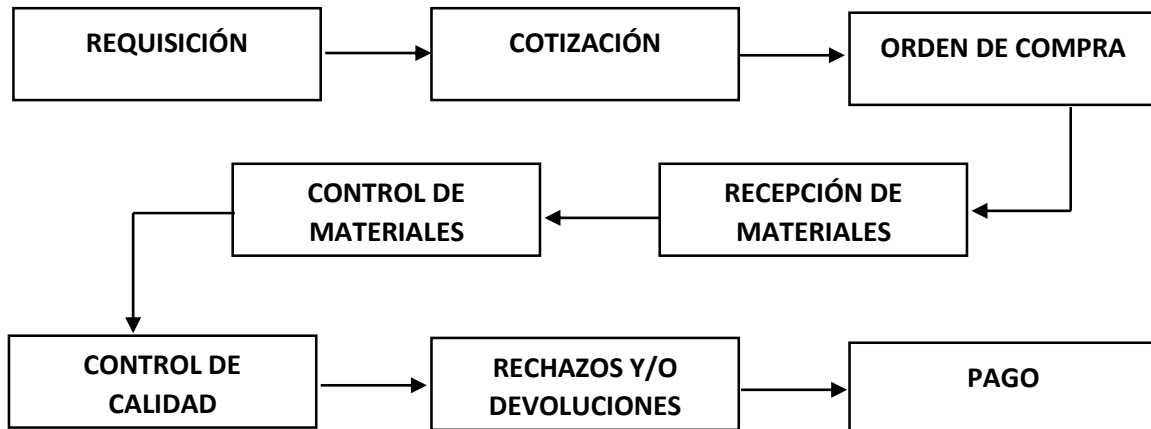 REQUISICIÓN
COTIZACIÓN
ORDEN DE COMPRA
RECEPCIÓN DE
MATERIALES
CONTROL DE
MATERIALES
CONTROL DE
CALIDAD
RECHAZOS Y/O
DEVOLUCIONES
PAGO